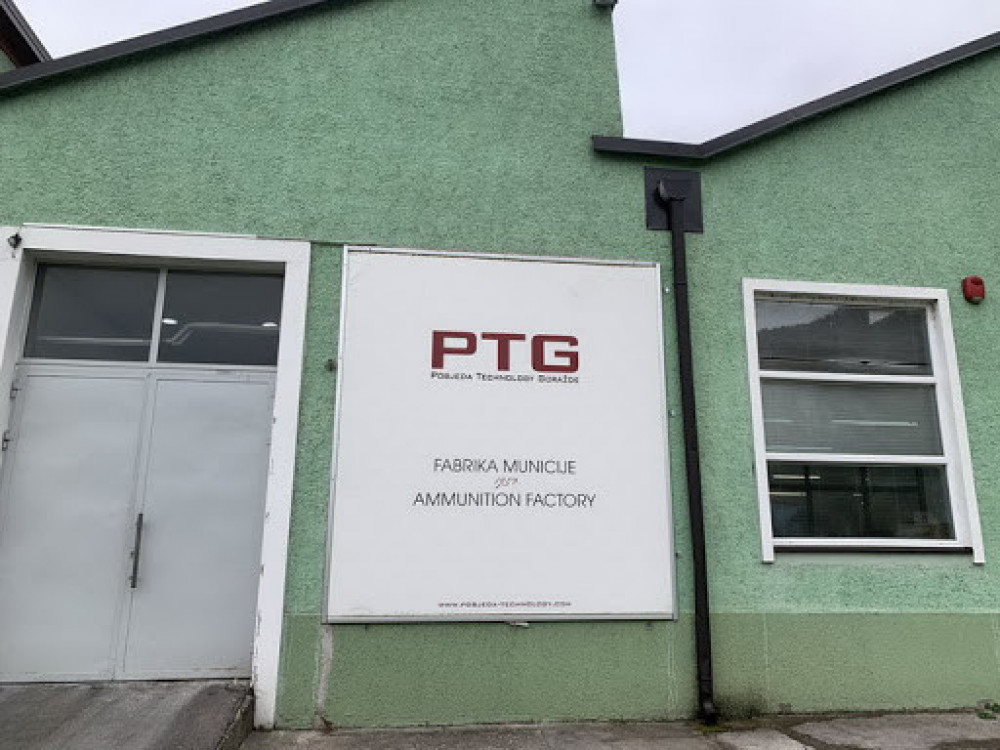 PTG
POBJEDA TECHNOLOGY GORAŽDE
FABRIKA MUNICIJE
AMMUNITION FACTORY
WWW.POBJEDA-TECHNOLOGY.COM